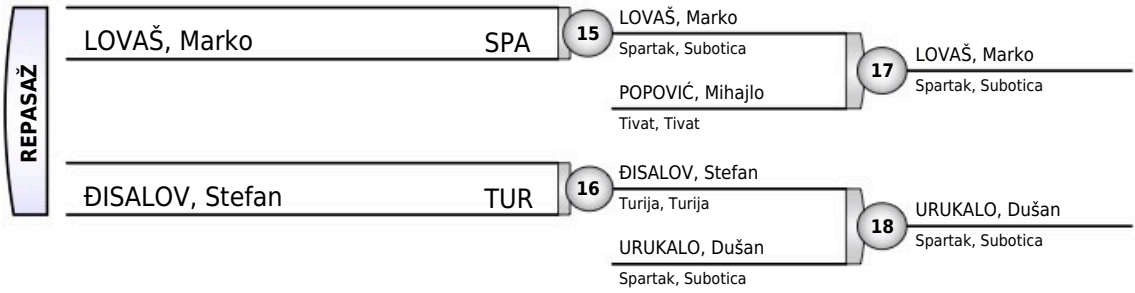 REPASAŽ
LOVAŠ, Marko SPA
15
LOVAŠ, Marko
Spartak, Subotica
POPOVIĆ, Mihajlo
Tivat, Tivat
17
LOVAŠ, Marko
Spartak, Subotica
ĐISALOV, Stefan TUR
16
ĐISALOV, Stefan
Turija, Turija
URUKALO, Dušan
Spartak, Subotica
18
URUKALO, Dušan
Spartak, Subotica